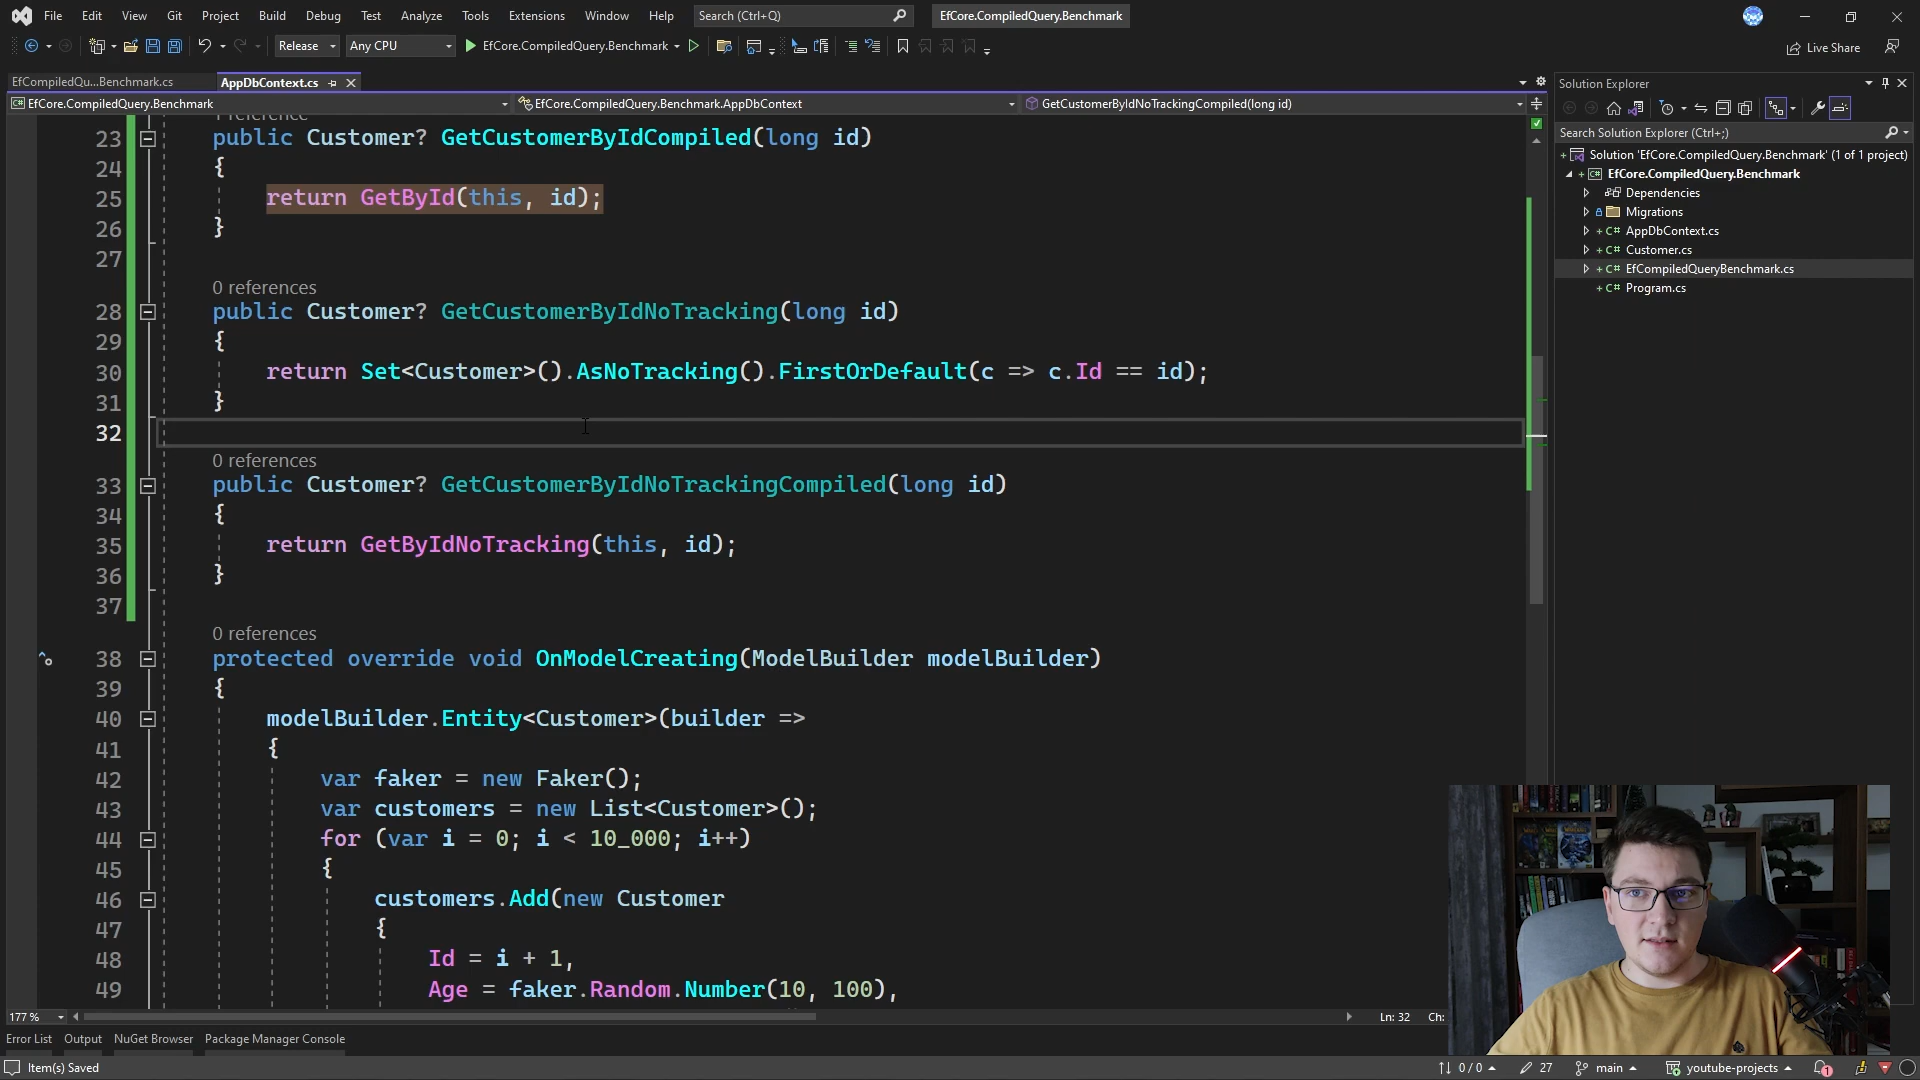 File Edit View Git Project Build Debug Test Analyze Tools Extensions Window Help Search (Ctrl+Q) EfCore.CompiledQuery.Benchmark
Release Any CPU EfCore.CompiledQuery.Benchmark Live Share
EfCompiledQu...Benchmark.cs AppDbContext.cs
EfCore.CompiledQuery.Benchmark EfCore.CompiledQuery.Benchmark.AppDbContext GetCustomerByIdNoTrackingCompiled(long id)
23 public Customer? GetCustomerByIdCompiled(long id)
24 {
25 return GetById(this, id);
26 }
27
0 references
28 public Customer? GetCustomerByIdNoTracking(long id)
29 {
30 return Set<Customer>().AsNoTracking().FirstOrDefault(c => c.Id == id);
31 }
32
0 references
33 public Customer? GetCustomerByIdNoTrackingCompiled(long id)
34 {
35 return GetByIdNoTracking(this, id);
36 }
37
0 references
38 protected override void OnModelCreating(ModelBuilder modelBuilder)
39 {
40 modelBuilder.Entity<Customer>(builder =>
41 {
42 var faker = new Faker();
43 var customers = new List<Customer>();
44 for (var i = 0; i < 10_000; i++)
45 {
46 customers.Add(new Customer
47 {
48 Id = i + 1,
49 Age = faker.Random.Number(10, 100),
177 % Ln: 32 Ch:
Error List Output NuGet Browser Package Manager Console
Item(s) Saved 0 / 0 27 main youtube-projects 1
Solution Explorer
Search Solution Explorer (Ctrl+;)
Solution 'EfCore.CompiledQuery.Benchmark' (1 of 1 project)
EfCore.CompiledQuery.Benchmark
Dependencies
Migrations
C# AppDbContext.cs
C# Customer.cs
C# EfCompiledQueryBenchmark.cs
C# Program.cs